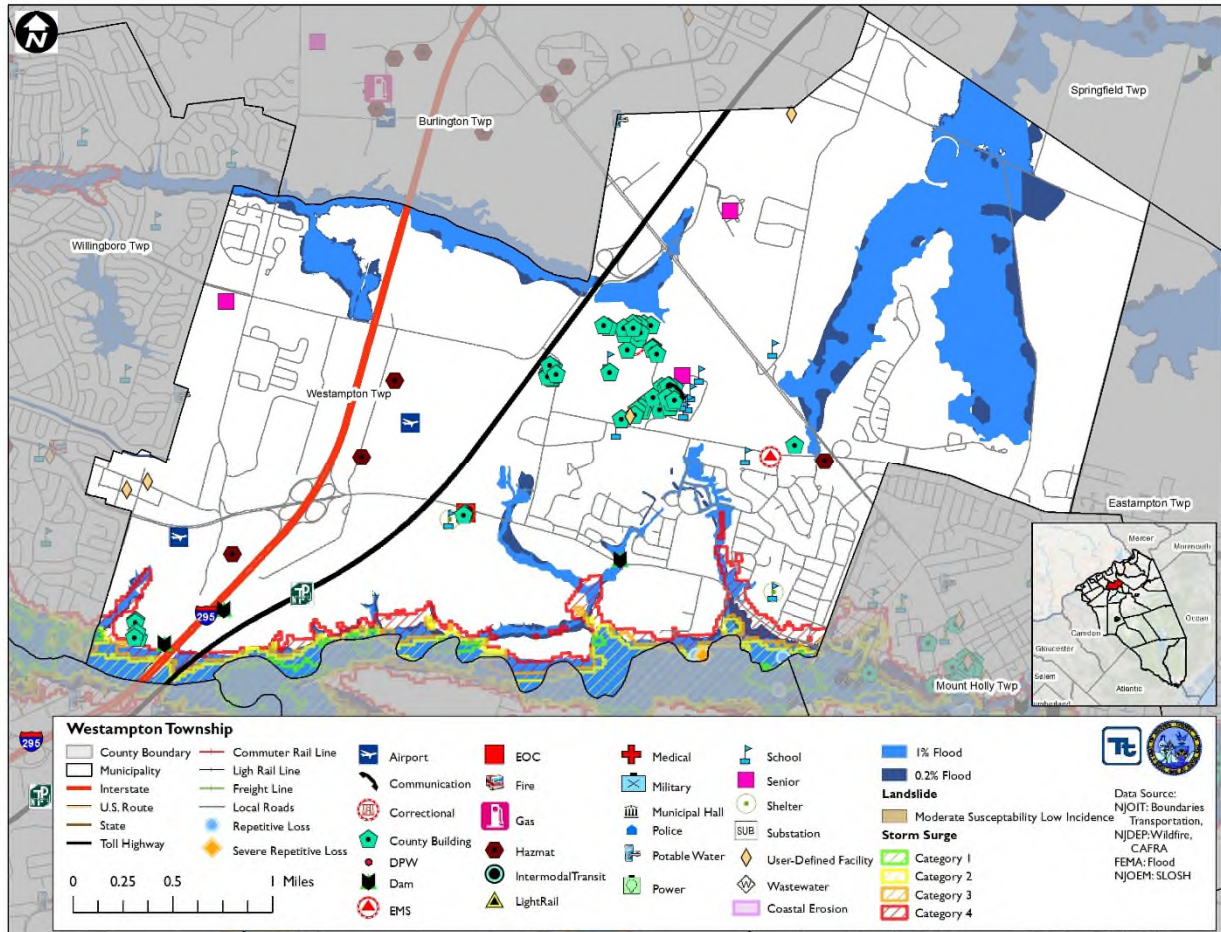 N
Springfield Twp
Burlington Twp
Willingboro Twp
Westampton Twp
Eastampton Twp
295
TP
Mount Holly Twp
Mercer
Monmouth
Ocean
Camden
Gloucester
Salem
Atlantic
umberland
295
TP
Westampton Township
County Boundary
Municipality
Interstate
U.S. Route
State
Toll Highway
0 0.25 0.5 1 Miles
Commuter Rail Line
Ligh Rail Line
Freight Line
Local Roads
Repetitive Loss
Severe Repetitive Loss
Airport
Communication
Correctional
County Building
DPW
Dam
EMS
EOC
Fire
Gas
Hazmat
IntermodalTransit
LightRail
Medical
Military
Municipal Hall
Police
Potable Water
Power
School
Senior
Shelter
SUB Substation
User-Defined Facility
W Wastewater
Coastal Erosion
1% Flood
0.2% Flood
Landslide
Moderate Susceptability Low Incidence
Storm Surge
Category 1
Category 2
Category 3
Category 4
Tt
Data Source:
NJOIT: Boundaries
Transportation,
NJDEP:Wildfire,
CAFRA
FEMA: Flood
NJOEM: SLOSH